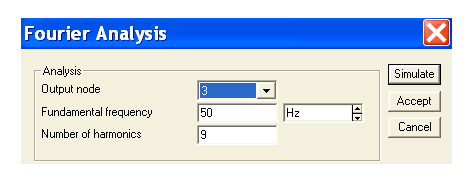 Fourier Analysis
Analysis
Output node 3
Fundamental frequency 50 Hz
Number of harmonics 9
Simulate
Accept
Cancel